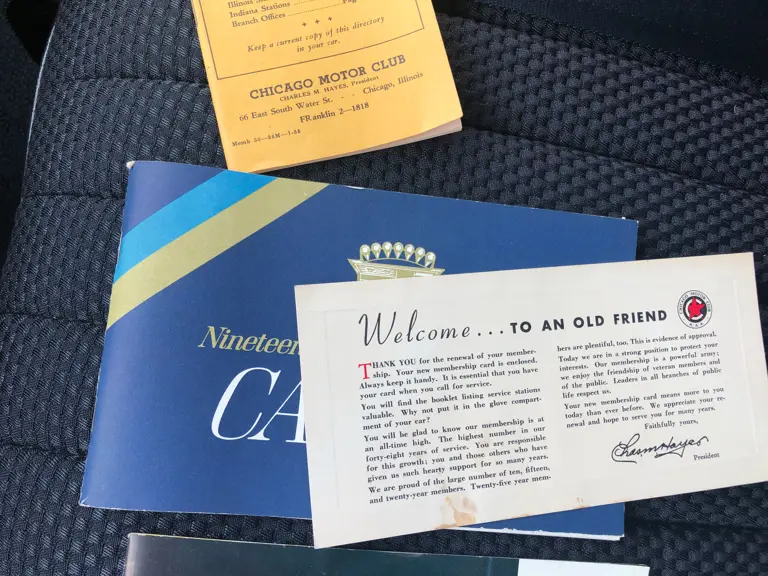 Illinois
Indiana Stations ........
Branch Offices ........ Pag
Keep a current copy of this directory
in your car.
CHICAGO MOTOR CLUB
CHARLES M. HAYES, President
66 East South Water St. - - Chicago, Illinois
FRanklin 2—1818
Nineteen
CA
Welcome... TO AN OLD FRIEND
CHICAGO MOTOR CLUB
A.A.A.
THANK YOU for the renewal of your member-
ship. Your new membership card is enclosed.
Always keep it handy. It is essential that you have
your card when you call for service.
You will find the booklet listing service stations
valuable. Why not put it in the glove compart-
ment of your car?
You will be glad to know our membership is at
an all-time high. The highest number in our
forty-eight years of service. You are responsible
for this growth; you and those others who have
given us such hearty support for so many years.
We are proud of the large number of ten, fifteen,
and twenty-year members. Twenty-five year mem-
bers are plentiful, too. This is evidence of approval.
Today we are in a strong position to protect your
interests. Our membership is a powerful army;
we enjoy the friendship of veteran members and
of the public. Leaders in all branches of public
life respect us.
Your new membership card means more to you
today than ever before. We appreciate your re-
newal and hope to serve you for many years.
Faithfully yours,
Chas M Hayes
President